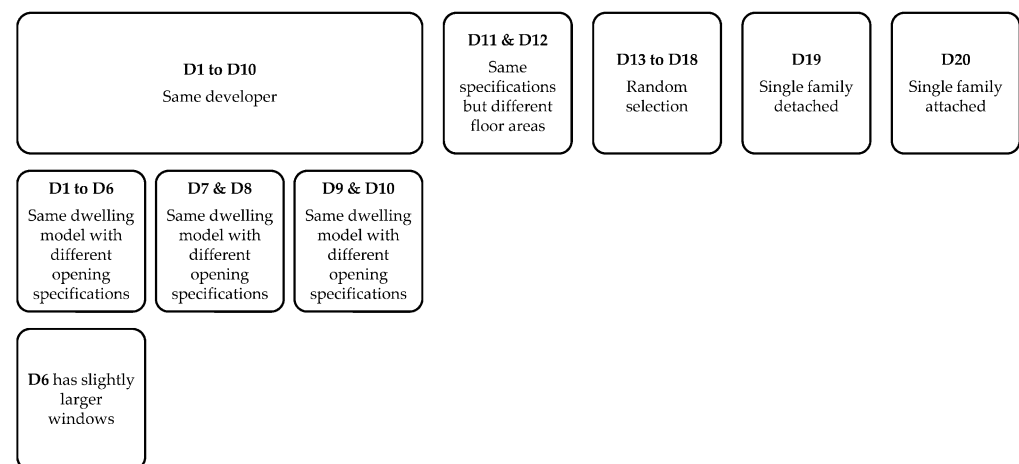 D1 to D10
Same developer
D11 & D12
Same
specifications
but different
floor areas
D13 to D18
Random
selection
D19
Single family
detached
D20
Single family
attached
D1 to D6
Same dwelling
model with
different
opening
specifications
D7 & D8
Same dwelling
model with
different
opening
specifications
D9 & D10
Same dwelling
model with
different
opening
specifications
D6 has slightly
larger
windows